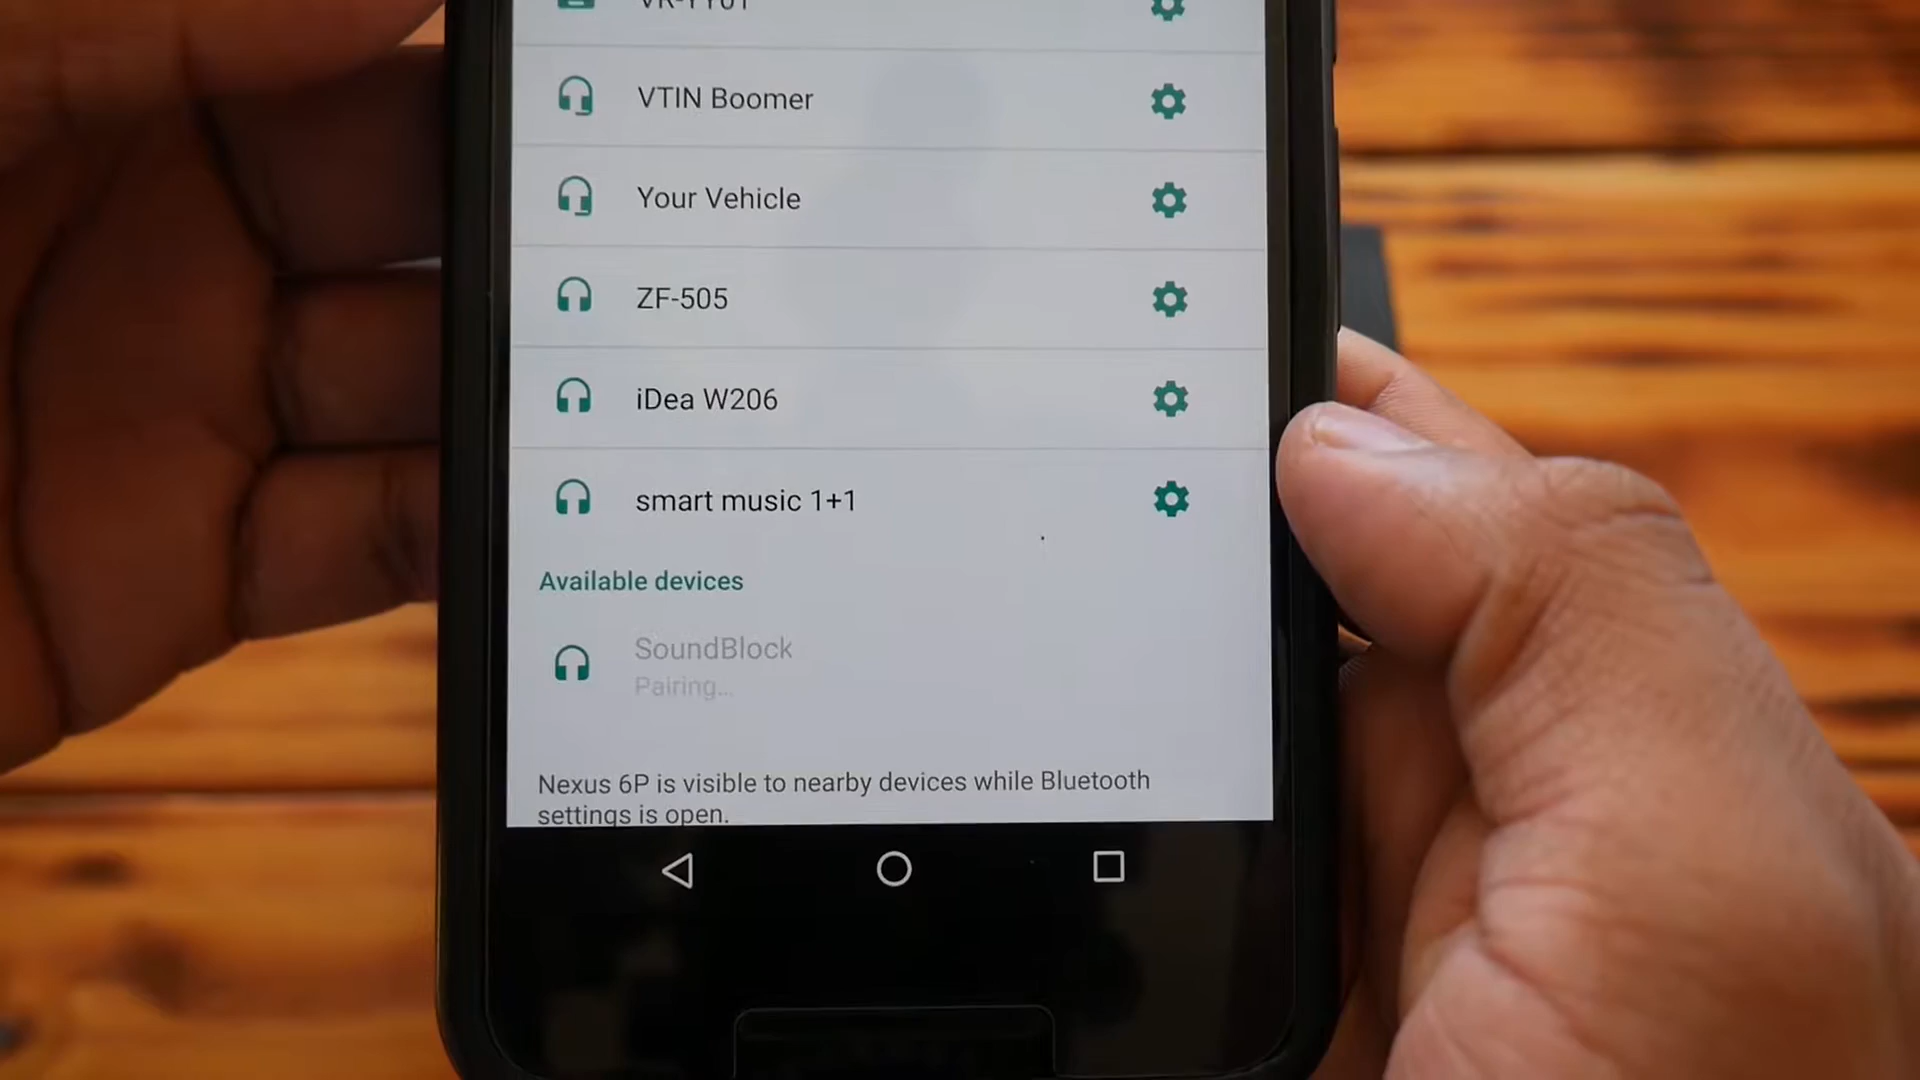 VTIN Boomer
Your Vehicle
ZF-505
iDea W206
smart music 1+1
Available devices
SoundBlock
Pairing...
Nexus 6P is visible to nearby devices while Bluetooth
settings is open.